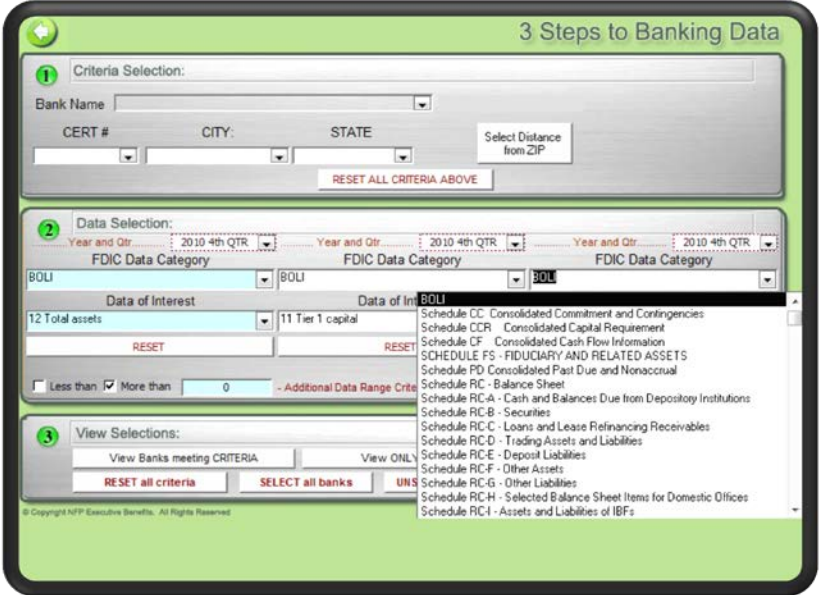 3 Steps to Banking Data
1 Criteria Selection:
Bank Name
CERT # CITY: STATE
Select Distance
from ZIP
RESET ALL CRITERIA ABOVE
2 Data Selection:
Year and Qtr.......... 2010 4th QTR .......... Year and Qtr.......... 2010 4th QTR .......... Year and Qtr.......... 2010 4th QTR
FDIC Data Category FDIC Data Category FDIC Data Category
BOLI BOLI BOLI
Data of Interest Data of Int
12 Total assets 11 Tier 1 capital
RESET RESET
Less than More than 0 - Additional Data Range Crite
BOLI
Schedule CC Consolidated Commitment and Contingencies
Schedule CCR Consolidated Capital Requirement
Schedule CF Consolidated Cash Flow Information
SCHEDULE FS - FIDUCIARY AND RELATED ASSETS
Schedule PD Consolidated Past Due and Nonaccrual
Schedule RC - Balance Sheet
Schedule RC-A - Cash and Balances Due from Depository Institutions
Schedule RC-B - Securities
Schedule RC-C - Loans and Lease Refinancing Receivables
Schedule RC-D - Trading Assets and Liabilities
Schedule RC-E - Deposit Liabilities
Schedule RC-F - Other Assets
Schedule RC-G - Other Liabilities
Schedule RC-H - Selected Balance Sheet Items for Domestic Offices
Schedule RC-I - Assets and Liabilities of IBFs
3 View Selections:
View Banks meeting CRITERIA View ONLY
RESET all criteria SELECT all banks UNS
© Copyright NFP Executive Benefits. All Rights Reserved